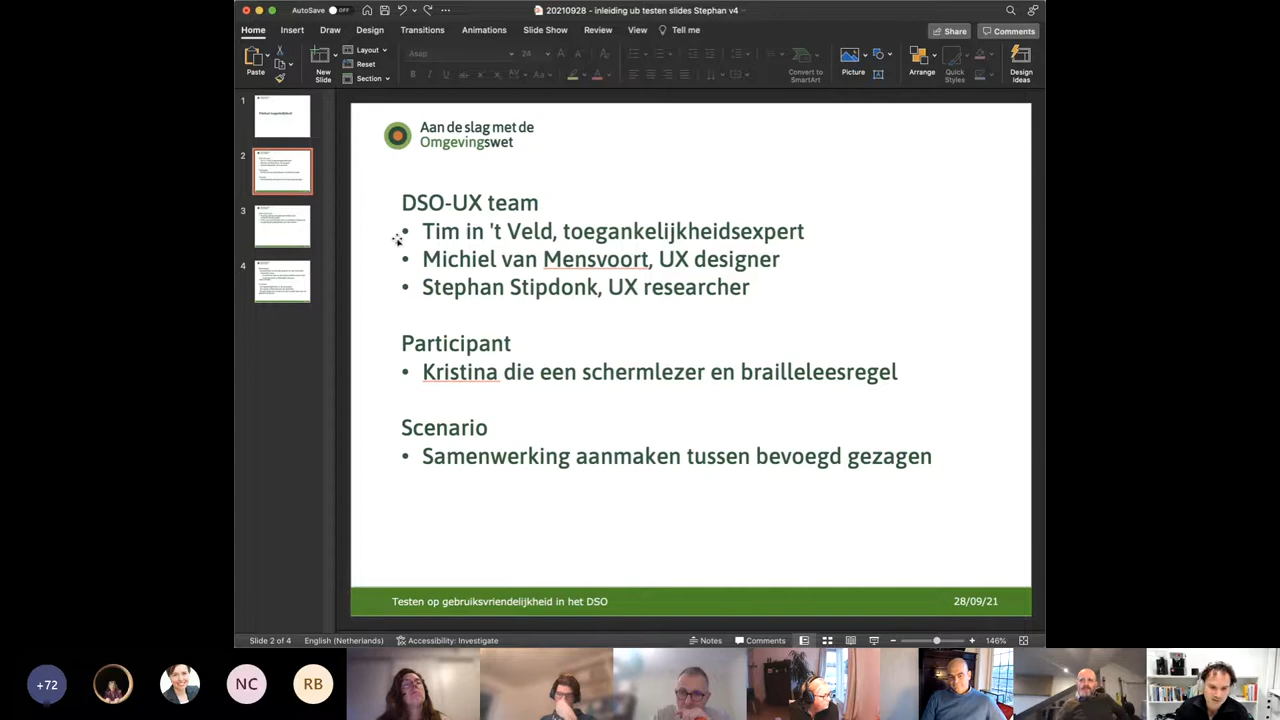 AutoSave OFF
20210928 - inleiding ub testen slides Stephan v4
Home Insert Draw Design Transitions Animations Slide Show Review View Tell me
Share Comments
Paste
New Slide
Layout
Reset
Section
Asap
24
Convert to SmartArt
Picture
Arrange
Quick Styles
Design Ideas
1
2
3
4
Aan de slag met de
Omgevingswet
DSO-UX team
• Tim in 't Veld, toegankelijkheidsexpert
• Michiel van Mensvoort, UX designer
• Stephan Stipdonk, UX researcher
Participant
• Kristina die een schermlezer en brailleleesregel
Scenario
• Samenwerking aanmaken tussen bevoegd gezagen
Testen op gebruiksvriendelijkheid in het DSO
28/09/21
Slide 2 of 4 English (Netherlands) Accessibility: Investigate Notes Comments 146%
+72 NC RB